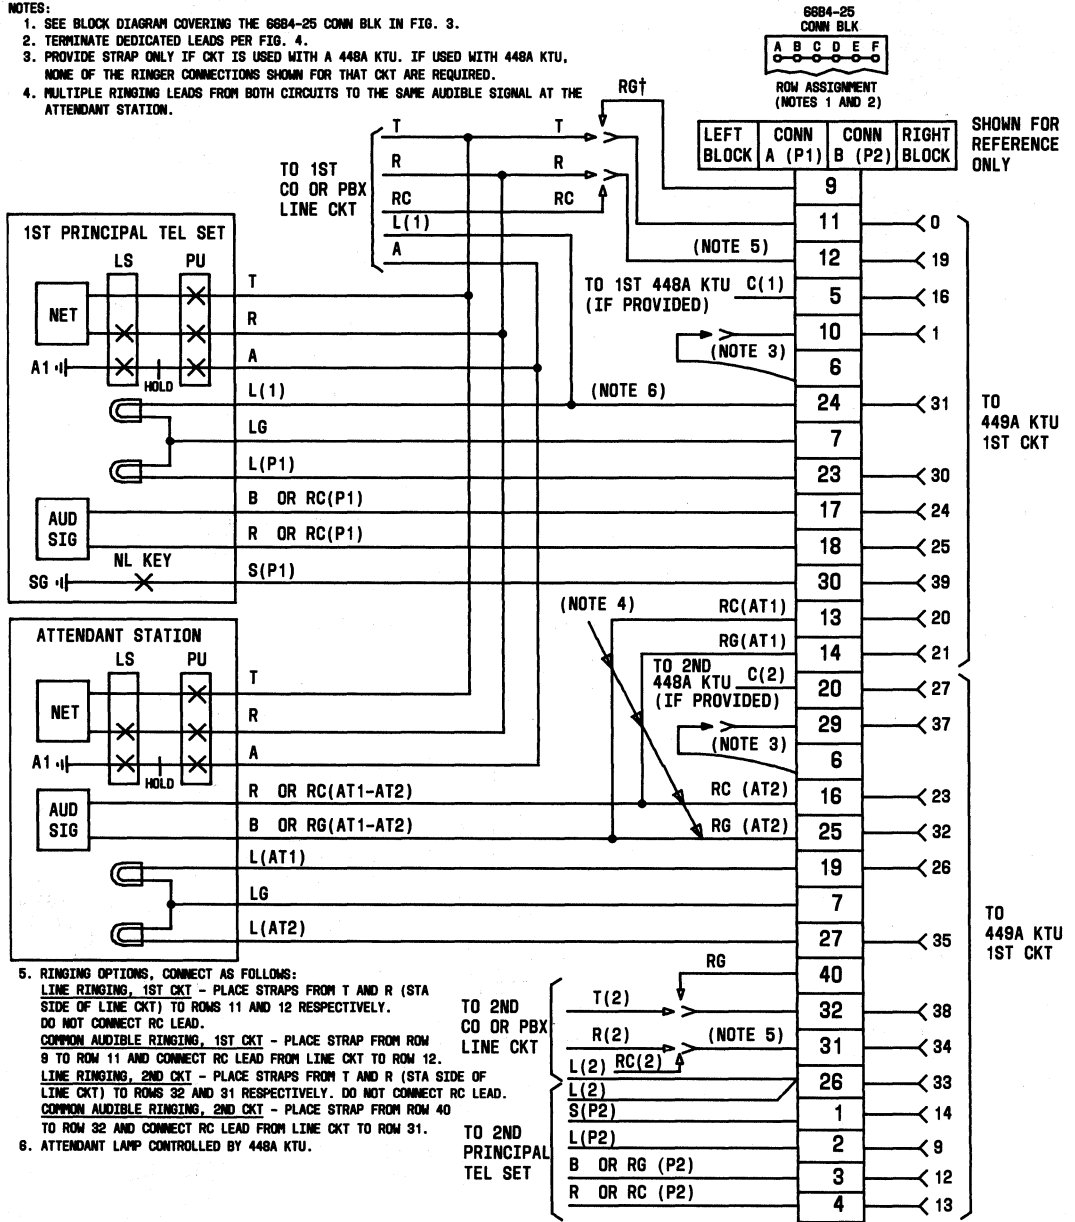 NOTES:
1. SEE BLOCK DIAGRAM COVERING THE 66B4-25 CONN BLK IN FIG. 3.
2. TERMINATE DEDICATED LEADS PER FIG. 4.
3. PROVIDE STRAP ONLY IF CKT IS USED WITH A 448A KTU. IF USED WITH 448A KTU,
NONE OF THE RINGER CONNECTIONS SHOWN FOR THAT CKT ARE REQUIRED.
4. MULTIPLE RINGING LEADS FROM BOTH CIRCUITS TO THE SAME AUDIBLE SIGNAL AT THE
ATTENDANT STATION.
66B4-25
CONN BLK
A B C D E F
ROW ASSIGNMENT
(NOTES 1 AND 2)
LEFT BLOCK
CONN A (P1)
CONN B (P2)
RIGHT BLOCK
SHOWN FOR
REFERENCE
ONLY
TO 1ST
CO OR PBX
LINE CKT
T T RG†
R R
RC RC
L(1)
A
9
11 0
(NOTE 5) 12 19
TO 1ST 448A KTU
(IF PROVIDED)
C(1) 5 16
10 1
(NOTE 3)
6
1ST PRINCIPAL TEL SET
LS PU
NET
T
R
A1 HOLD A
L(1) (NOTE 6) 24 31
LG 7
L(P1) 23 30
AUD
SIG
B OR RC(P1) 17 24
R OR RC(P1) 18 25
NL KEY
SG S(P1) 30 39
TO
449A KTU
1ST CKT
(NOTE 4)
RC(AT1) 13 20
RG(AT1) 14 21
TO 2ND
448A KTU
(IF PROVIDED)
C(2) 20 27
29 37
(NOTE 3)
6
ATTENDANT STATION
LS PU
NET
T
R
A1 HOLD A
AUD
SIG
R OR RC(AT1-AT2) RC (AT2) 16 23
B OR RG(AT1-AT2) RG (AT2) 25 32
L(AT1) 19 26
LG 7
L(AT2) 27 35
TO
449A KTU
1ST CKT
5. RINGING OPTIONS, CONNECT AS FOLLOWS:
LINE RINGING, 1ST CKT - PLACE STRAPS FROM T AND R (STA
SIDE OF LINE CKT) TO ROWS 11 AND 12 RESPECTIVELY.
DO NOT CONNECT RC LEAD.
COMMON AUDIBLE RINGING, 1ST CKT - PLACE STRAP FROM ROW
9 TO ROW 11 AND CONNECT RC LEAD FROM LINE CKT TO ROW 12.
LINE RINGING, 2ND CKT - PLACE STRAPS FROM T AND R (STA SIDE OF
LINE CKT) TO ROWS 32 AND 31 RESPECTIVELY. DO NOT CONNECT RC LEAD.
COMMON AUDIBLE RINGING, 2ND CKT - PLACE STRAP FROM ROW 40
TO ROW 32 AND CONNECT RC LEAD FROM LINE CKT TO ROW 31.
6. ATTENDANT LAMP CONTROLLED BY 448A KTU.
TO 2ND
CO OR PBX
LINE CKT
RG 40
T(2) 32 38
R(2) (NOTE 5) 31 34
L(2) RC(2) 26 33
TO 2ND
PRINCIPAL
TEL SET
L(2)
S(P2) 1 14
L(P2) 2 9
B OR RG (P2) 3 12
R OR RC (P2) 4 13